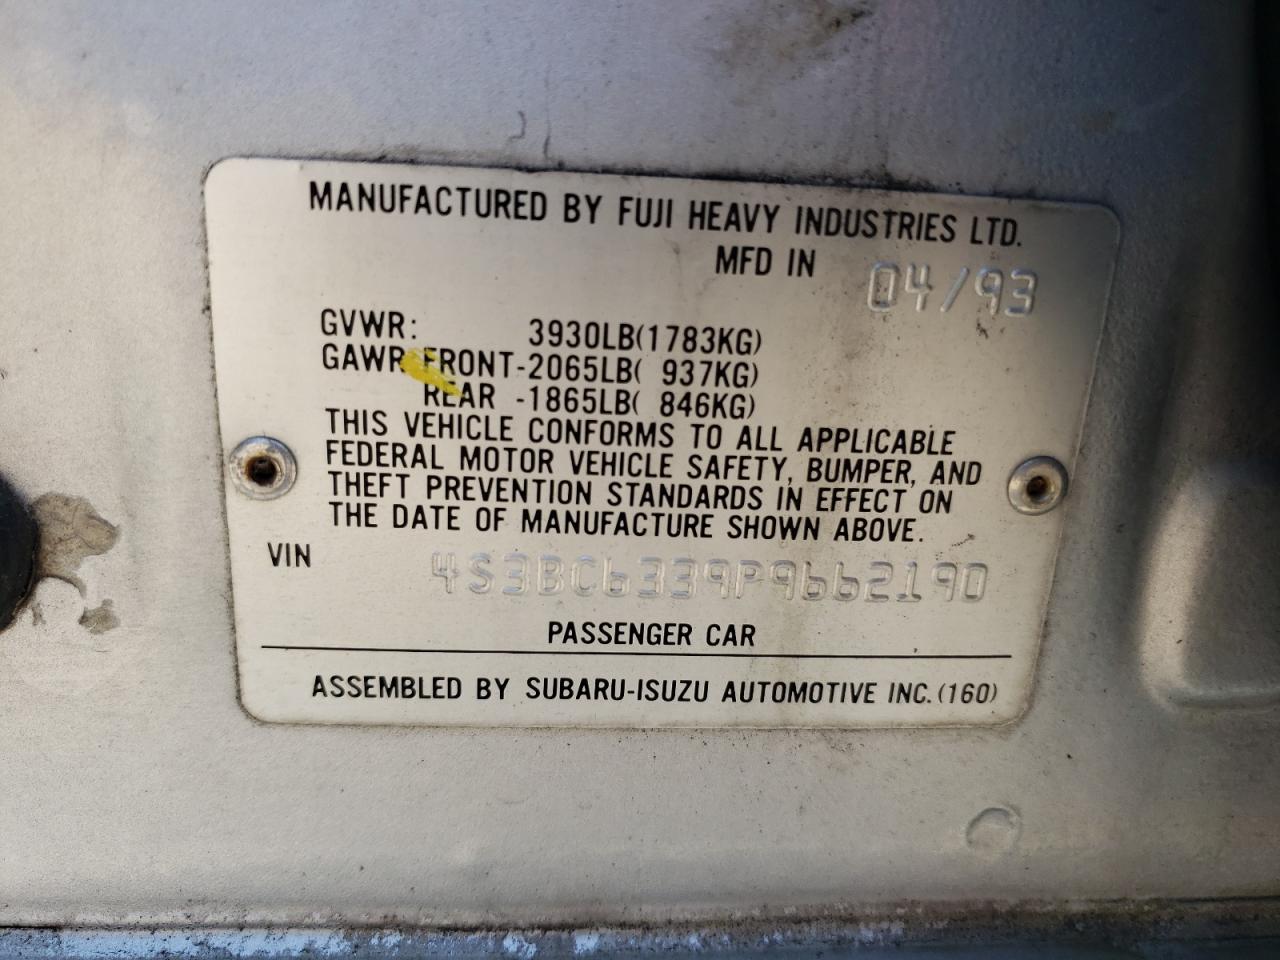 MANUFACTURED BY FUJI HEAVY INDUSTRIES LTD.
MFD IN 04/93
GVWR: 3930LB(1783KG)
GAWR FRONT-2065LB( 937KG)
REAR -1865LB( 846KG)
THIS VEHICLE CONFORMS TO ALL APPLICABLE
FEDERAL MOTOR VEHICLE SAFETY, BUMPER, AND
THEFT PREVENTION STANDARDS IN EFFECT ON
THE DATE OF MANUFACTURE SHOWN ABOVE.
VIN 4S3BC6339P9662190
PASSENGER CAR
ASSEMBLED BY SUBARU-ISUZU AUTOMOTIVE INC.(160)